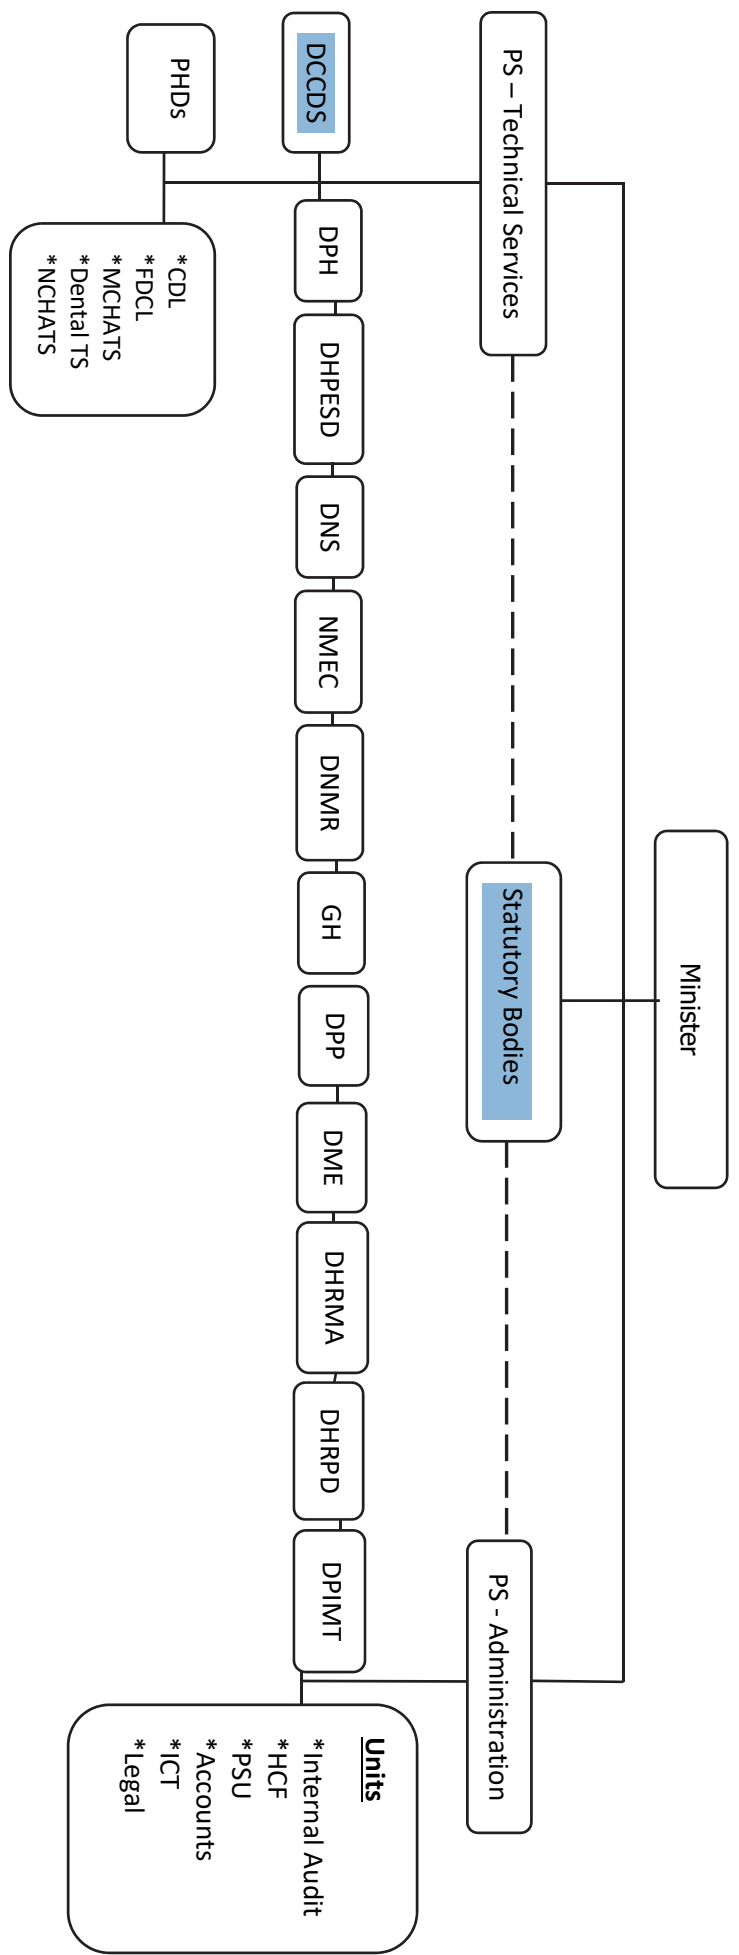 Minister
PS – Technical Services
Statutory Bodies
PS - Administration
DCCDS
DPH
DHPESD
DNS
NMEC
DNMR
GH
DPP
DME
DHRMA
DHRPD
DPIMT
PHDs
*CDL
*FDCL
*MCHATS
*Dental TS
*NCHATS
Units
*Internal Audit
*HCF
*PSU
*Accounts
*ICT
*Legal